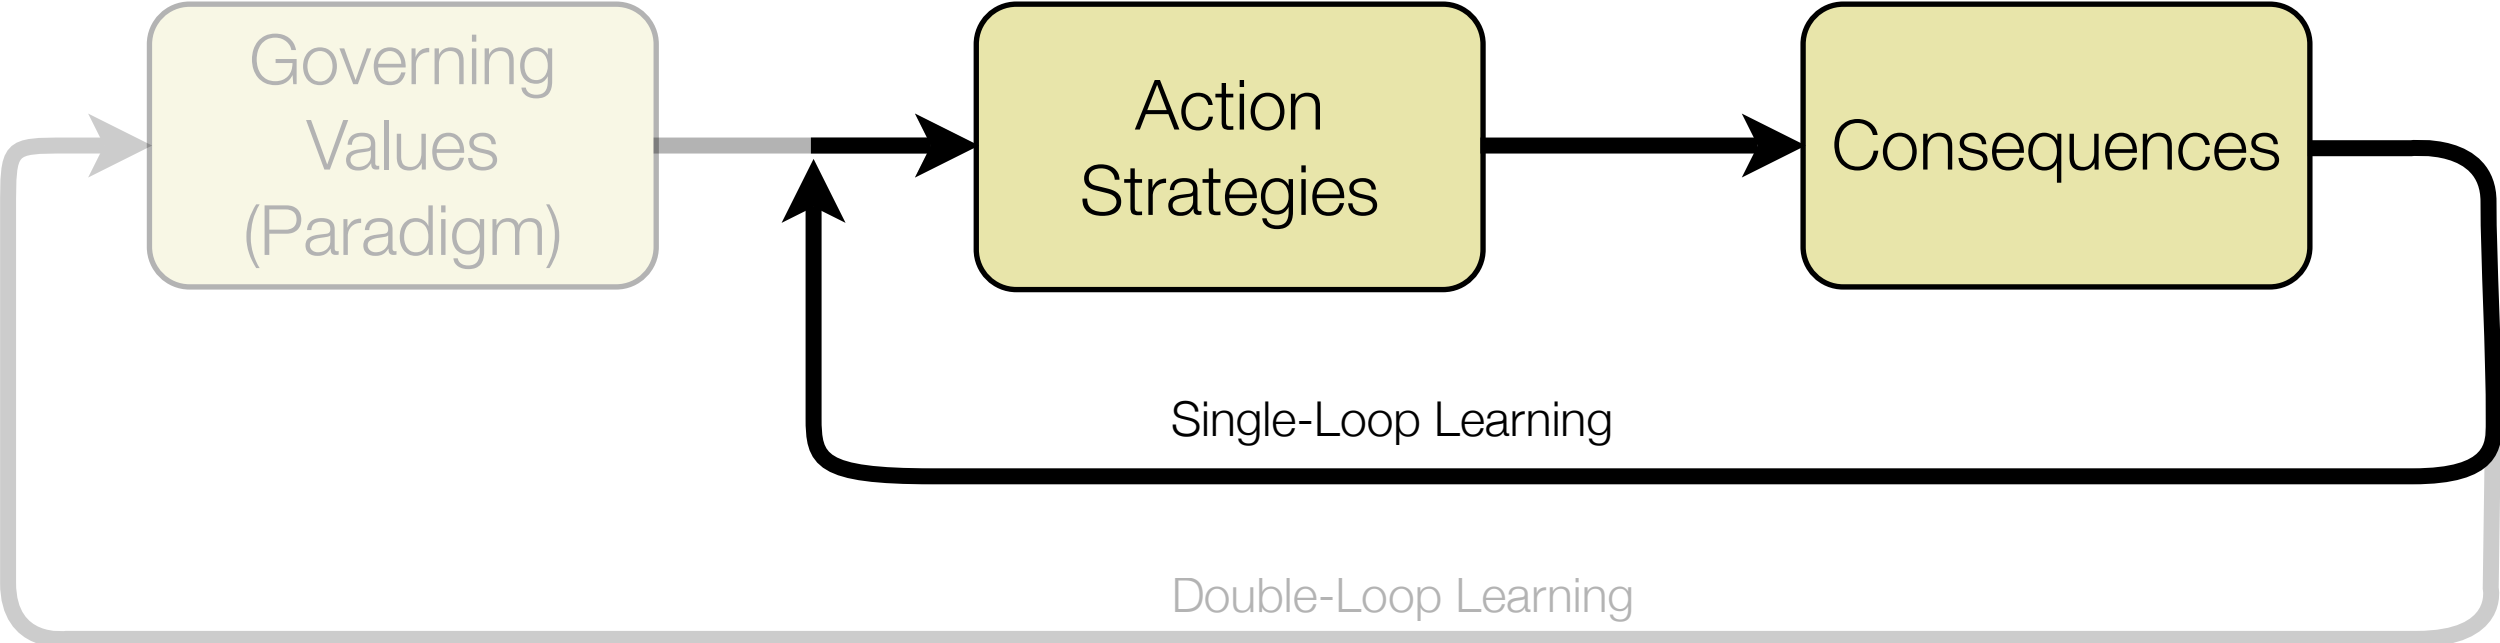 Governing
Values
(Paradigm)
Action
Strategies
Consequences
Single-Loop Learning
Double-Loop Learning